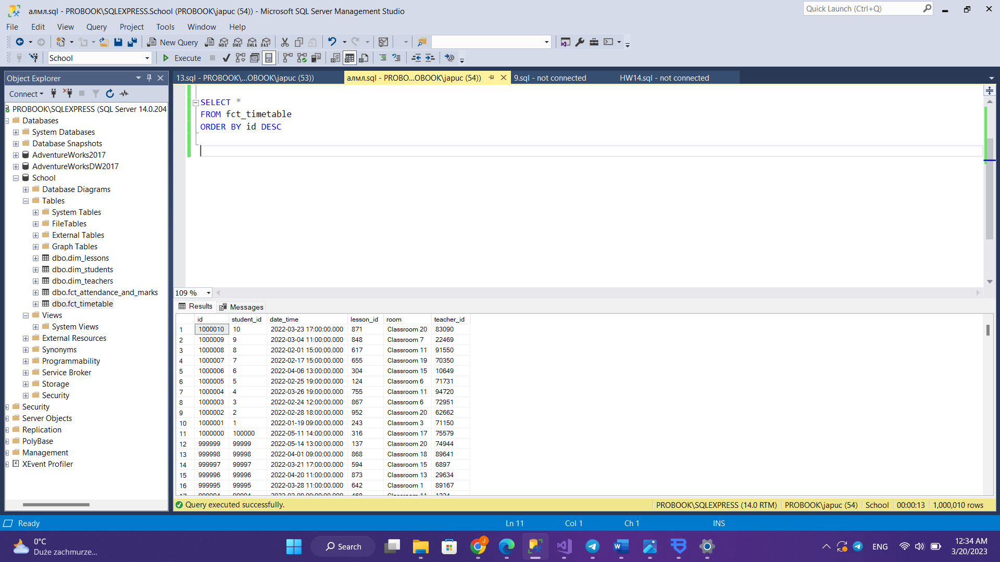 алмл.sql - PROBOOK\SQLEXPRESS.School (PROBOOK\japuc (54)) - Microsoft SQL Server Management Studio
Quick Launch (Ctrl+Q)
File Edit View Query Project Tools Window Help
New Query MDX DMX XMLA DAX
School Execute
Object Explorer
13.sql - PROBOOK\...OBOOK\japuc (53))
алмл.sql - PROBO...OBOOK\japuc (54))
9.sql - not connected
HW14.sql - not connected
Connect
PROBOOK\SQLEXPRESS (SQL Server 14.0.204
Databases
System Databases
Database Snapshots
AdventureWorks2017
AdventureWorksDW2017
School
Database Diagrams
Tables
System Tables
FileTables
External Tables
Graph Tables
dbo.dim_lessons
dbo.dim_students
dbo.dim_teachers
dbo.fct_attendance_and_marks
dbo.fct_timetable
Views
System Views
External Resources
Synonyms
Programmability
Service Broker
Storage
Security
Security
Server Objects
Replication
PolyBase
Management
XEvent Profiler
SELECT *
FROM fct_timetable
ORDER BY id DESC
109 %
Results Messages
id student_id date_time lesson_id room teacher_id
1 1000010 10 2022-03-23 17:00:00.000 871 Classroom 20 83090
2 1000009 9 2022-03-04 11:00:00.000 848 Classroom 7 22469
3 1000008 8 2022-02-01 15:00:00.000 617 Classroom 11 91550
4 1000007 7 2022-02-17 15:00:00.000 655 Classroom 19 70350
5 1000006 6 2022-04-06 13:00:00.000 304 Classroom 15 10649
6 1000005 5 2022-02-25 19:00:00.000 124 Classroom 6 71731
7 1000004 4 2022-03-26 19:00:00.000 755 Classroom 11 94720
8 1000003 3 2022-02-24 12:00:00.000 867 Classroom 6 72951
9 1000002 2 2022-02-28 18:00:00.000 952 Classroom 20 62662
10 1000001 1 2022-01-19 09:00:00.000 243 Classroom 3 71150
11 1000000 100000 2022-05-11 14:00:00.000 316 Classroom 17 75579
12 999999 99999 2022-05-14 13:00:00.000 137 Classroom 20 74944
13 999998 99998 2022-04-01 09:00:00.000 868 Classroom 18 89641
14 999997 99997 2022-03-21 17:00:00.000 594 Classroom 15 6897
15 999996 99996 2022-04-20 11:00:00.000 873 Classroom 13 29634
16 999995 99995 2022-03-28 11:00:00.000 642 Classroom 1 89167
Query executed successfully.
PROBOOK\SQLEXPRESS (14.0 RTM) PROBOOK\japuc (54) School 00:00:13 1,000,010 rows
Ready Ln 11 Col 1 Ch 1 INS
0°C
Duże zachmurze...
Search
ENG
12:34 AM
3/20/2023